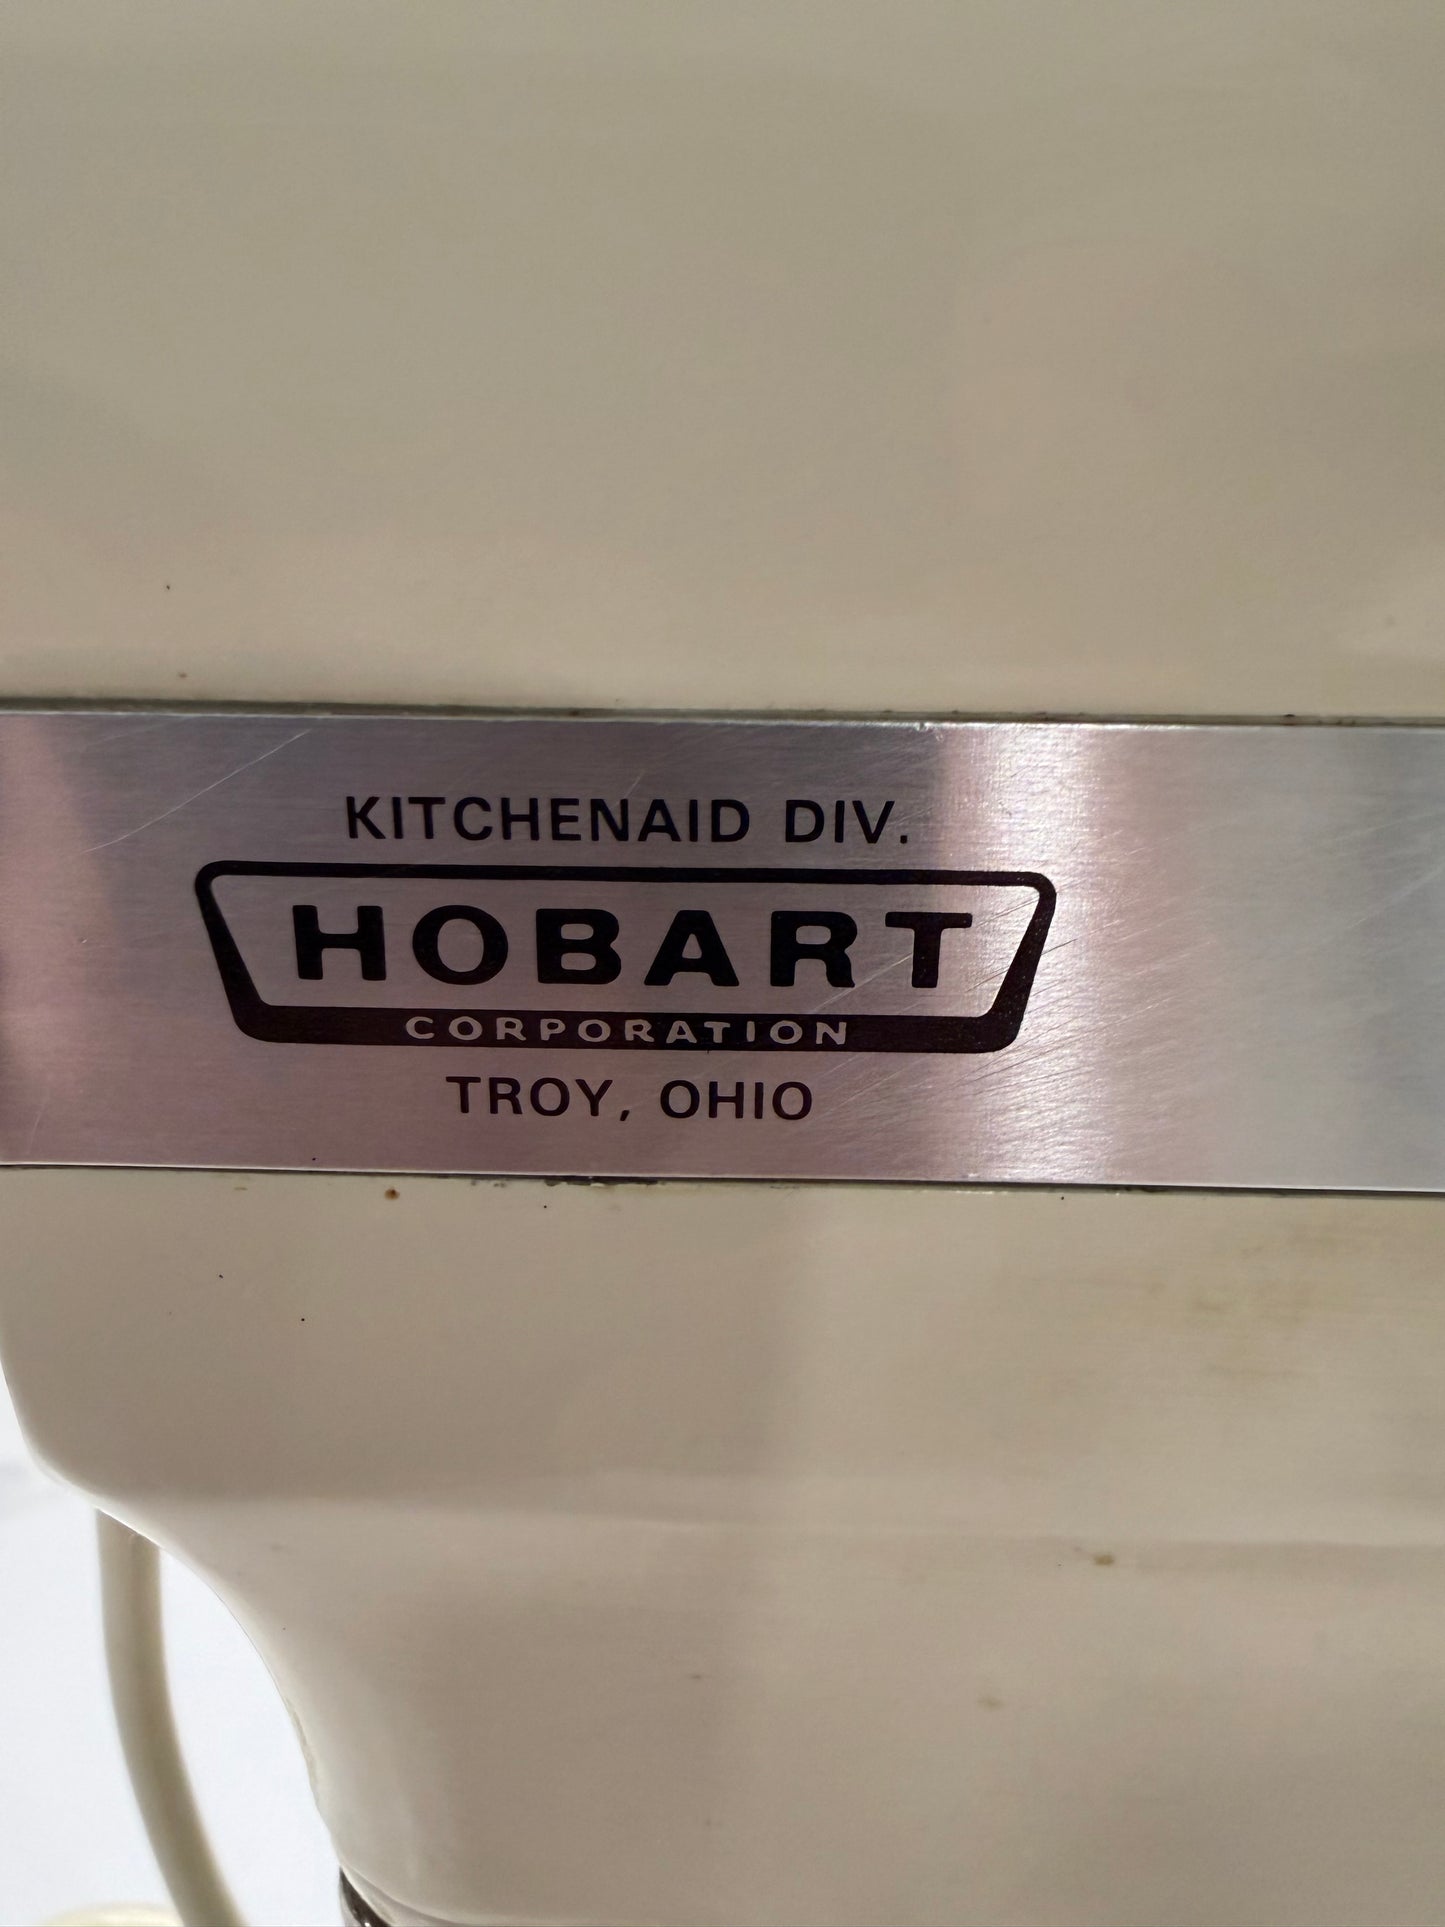 KITCHENAID DIV.
HOBART
CORPORATION
TROY, OHIO